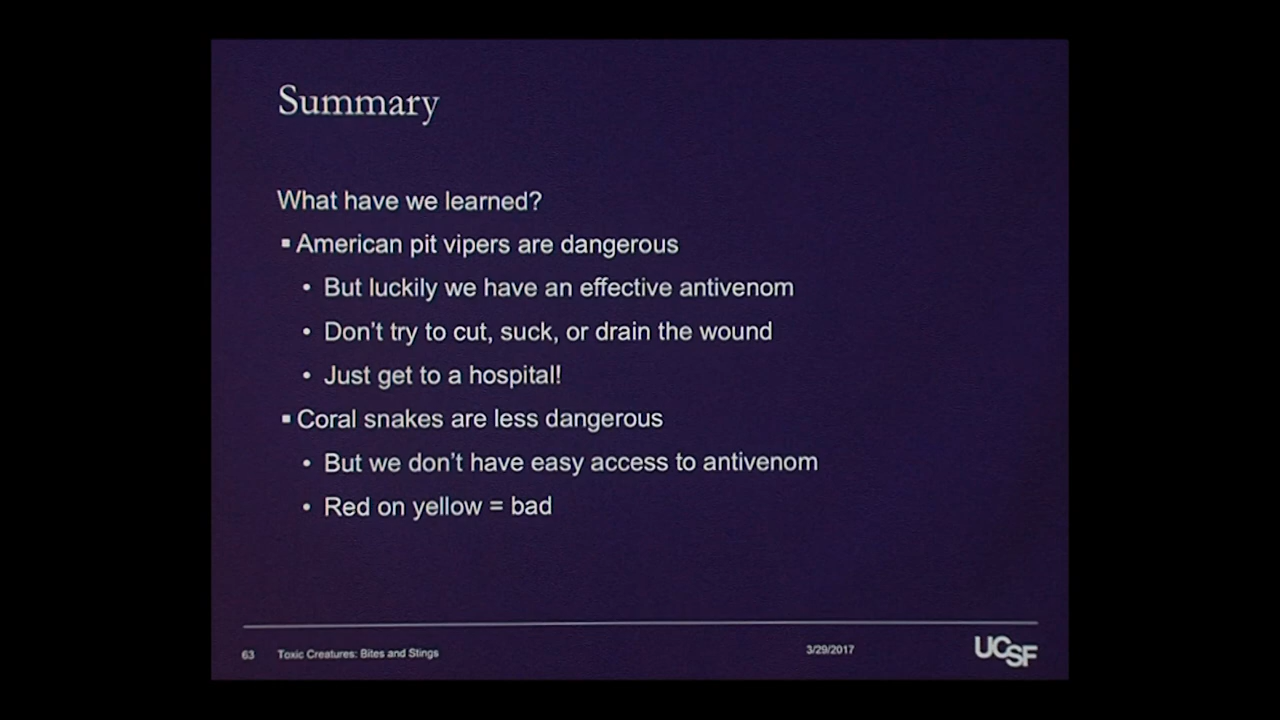 Summary
What have we learned?
▪ American pit vipers are dangerous
• But luckily we have an effective antivenom
• Don't try to cut, suck, or drain the wound
• Just get to a hospital!
▪ Coral snakes are less dangerous
• But we don't have easy access to antivenom
• Red on yellow = bad
63 Toxic Creatures: Bites and Stings 3/29/2017 UCSF